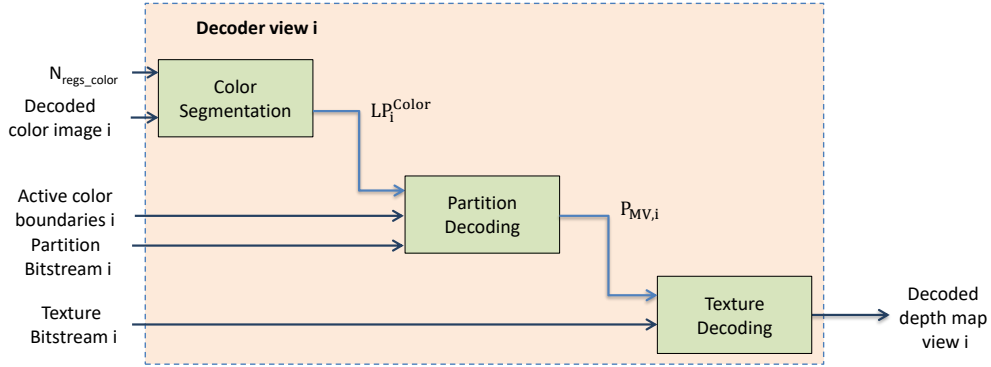 Decoder view i
N_regs_color
Decoded
color image i
Color
Segmentation
LP_i^Color
Active color
boundaries i
Partition
Bitstream i
Partition
Decoding
P_MV,i
Texture
Bitstream i
Texture
Decoding
Decoded
depth map
view i